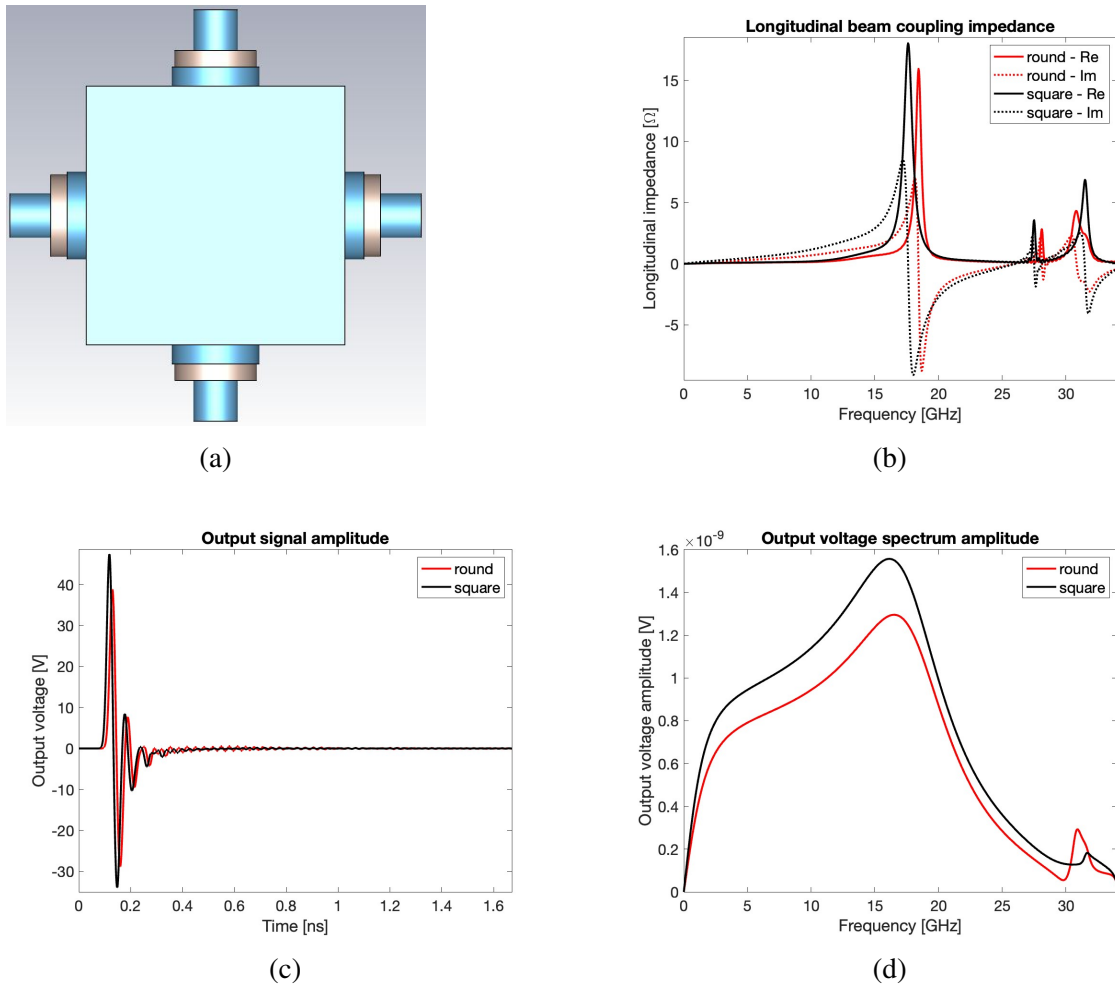 (a)
Longitudinal beam coupling impedance
Longitudinal impedance [Ω]
15
10
5
0
-5
round - Re
round - Im
square - Re
square - Im
0 5 10 15 20 25 30
Frequency [GHz]
(b)
Output signal amplitude
Output voltage [V]
40
30
20
10
0
-10
-20
-30
round
square
0 0.2 0.4 0.6 0.8 1 1.2 1.4 1.6
Time [ns]
(c)
×10⁻⁹
Output voltage spectrum amplitude
Output voltage amplitude [V]
1.6
1.4
1.2
1
0.8
0.6
0.4
0.2
0
round
square
0 5 10 15 20 25 30
Frequency [GHz]
(d)